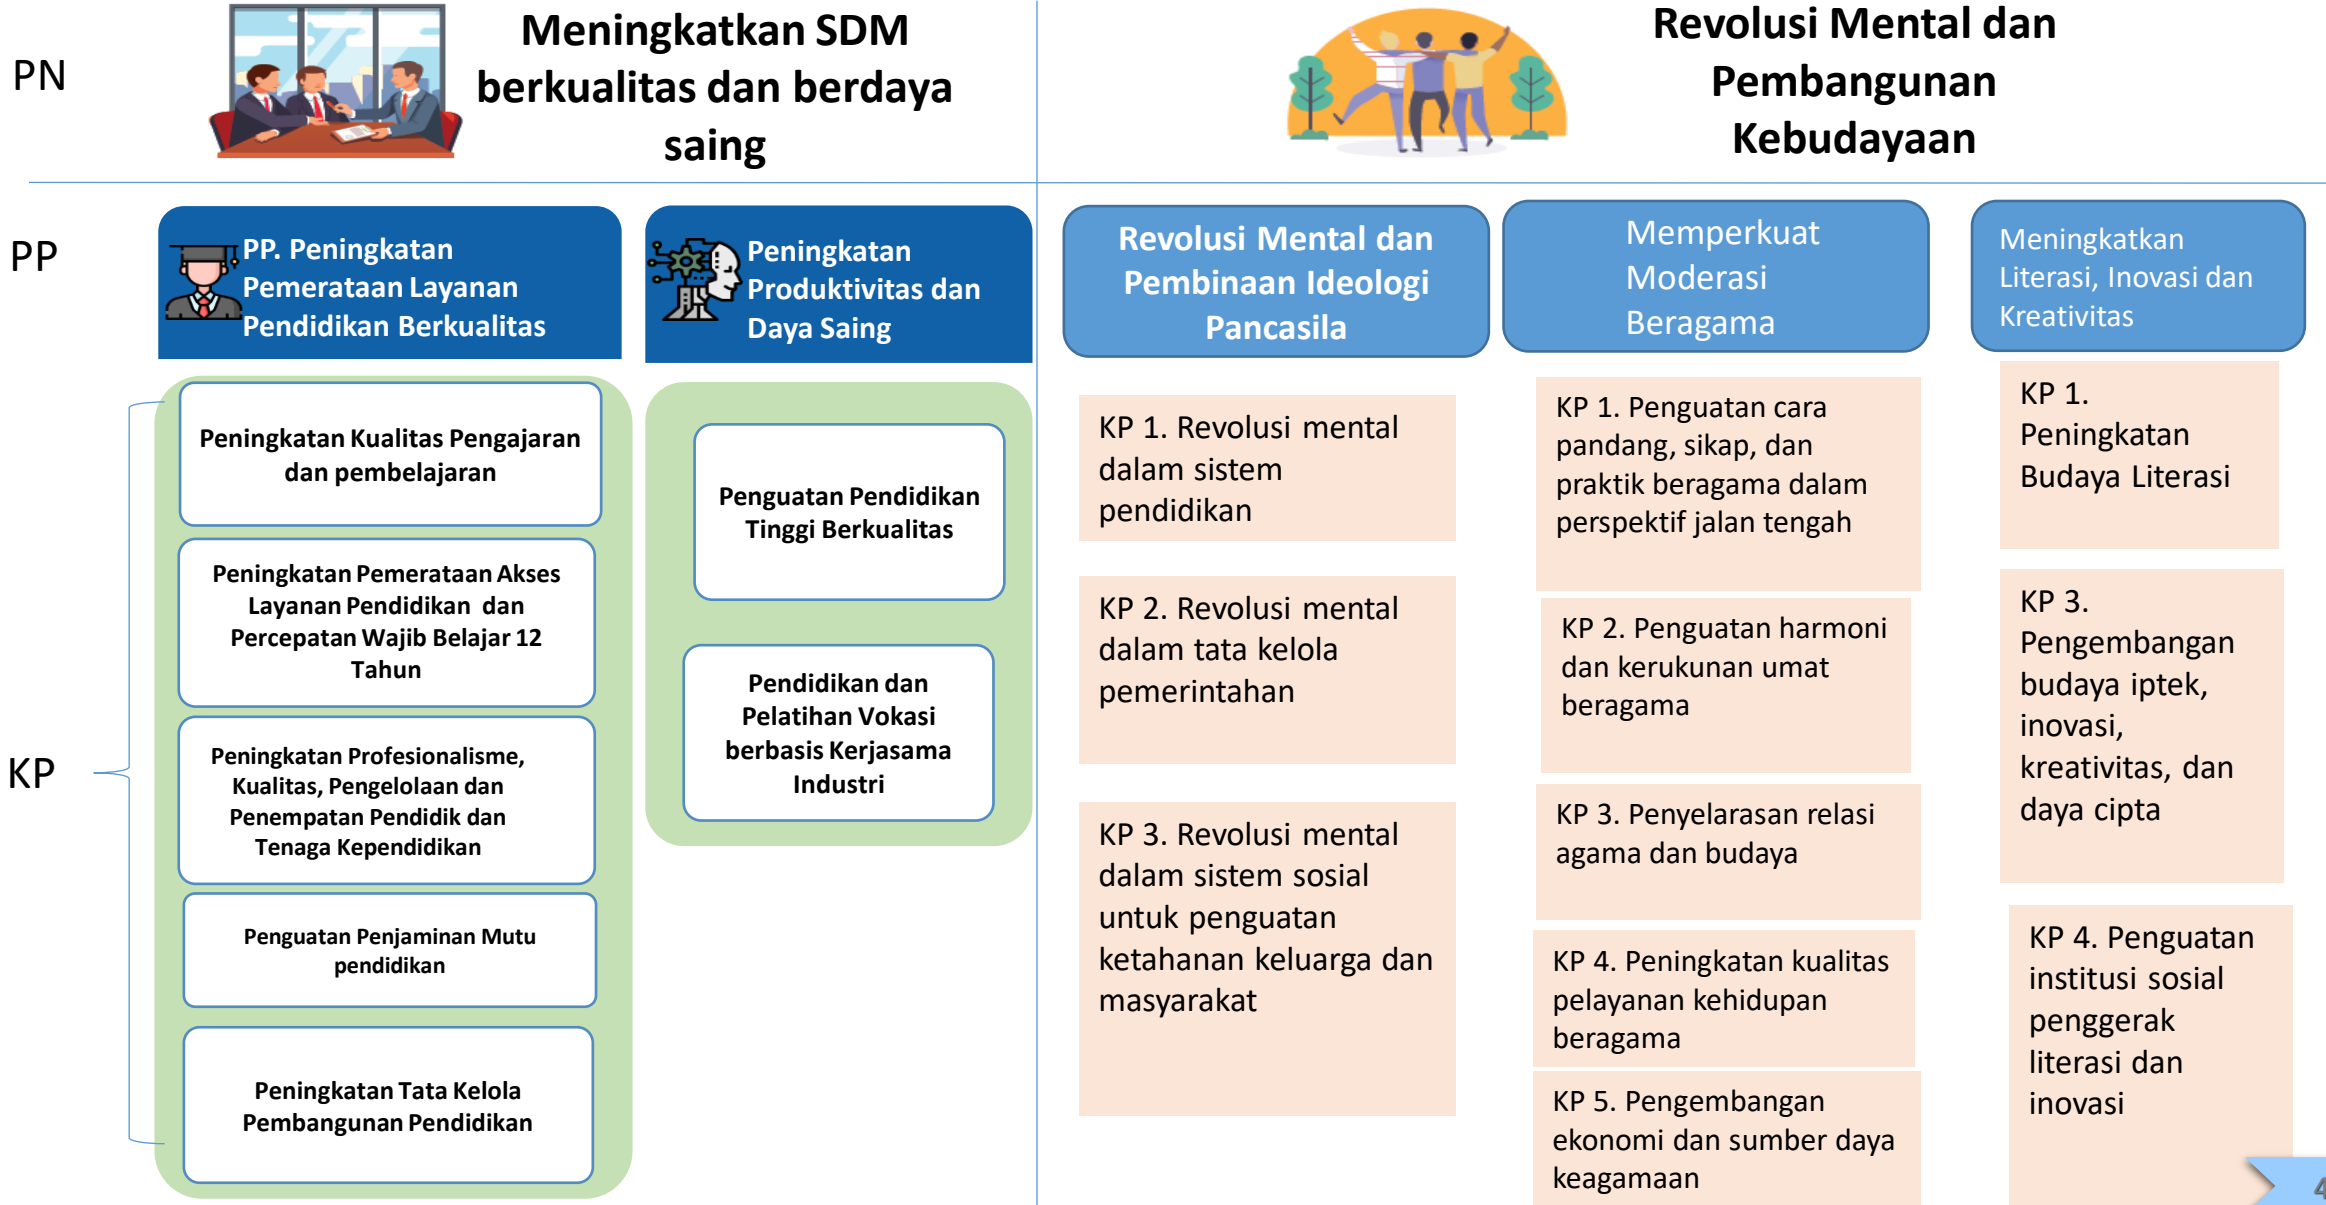 PN
Meningkatkan SDM
berkualitas dan berdaya
saing
Revolusi Mental dan
Pembangunan
Kebudayaan
PP
PP. Peningkatan
Pemerataan Layanan
Pendidikan Berkualitas
Peningkatan
Produktivitas dan
Daya Saing
Revolusi Mental dan
Pembinaan Ideologi
Pancasila
Memperkuat
Moderasi
Beragama
Meningkatkan
Literasi, Inovasi dan
Kreativitas
KP
Peningkatan Kualitas Pengajaran
dan pembelajaran
Peningkatan Pemerataan Akses
Layanan Pendidikan dan
Percepatan Wajib Belajar 12
Tahun
Peningkatan Profesionalisme,
Kualitas, Pengelolaan dan
Penempatan Pendidik dan
Tenaga Kependidikan
Penguatan Penjaminan Mutu
pendidikan
Peningkatan Tata Kelola
Pembangunan Pendidikan
Penguatan Pendidikan
Tinggi Berkualitas
Pendidikan dan
Pelatihan Vokasi
berbasis Kerjasama
Industri
KP 1. Revolusi mental
dalam sistem
pendidikan
KP 2. Revolusi mental
dalam tata kelola
pemerintahan
KP 3. Revolusi mental
dalam sistem sosial
untuk penguatan
ketahanan keluarga dan
masyarakat
KP 1. Penguatan cara
pandang, sikap, dan
praktik beragama dalam
perspektif jalan tengah
KP 2. Penguatan harmoni
dan kerukunan umat
beragama
KP 3. Penyelarasan relasi
agama dan budaya
KP 4. Peningkatan kualitas
pelayanan kehidupan
beragama
KP 5. Pengembangan
ekonomi dan sumber daya
keagamaan
KP 1.
Peningkatan
Budaya Literasi
KP 3.
Pengembangan
budaya iptek,
inovasi,
kreativitas, dan
daya cipta
KP 4. Penguatan
institusi sosial
penggerak
literasi dan
inovasi
4